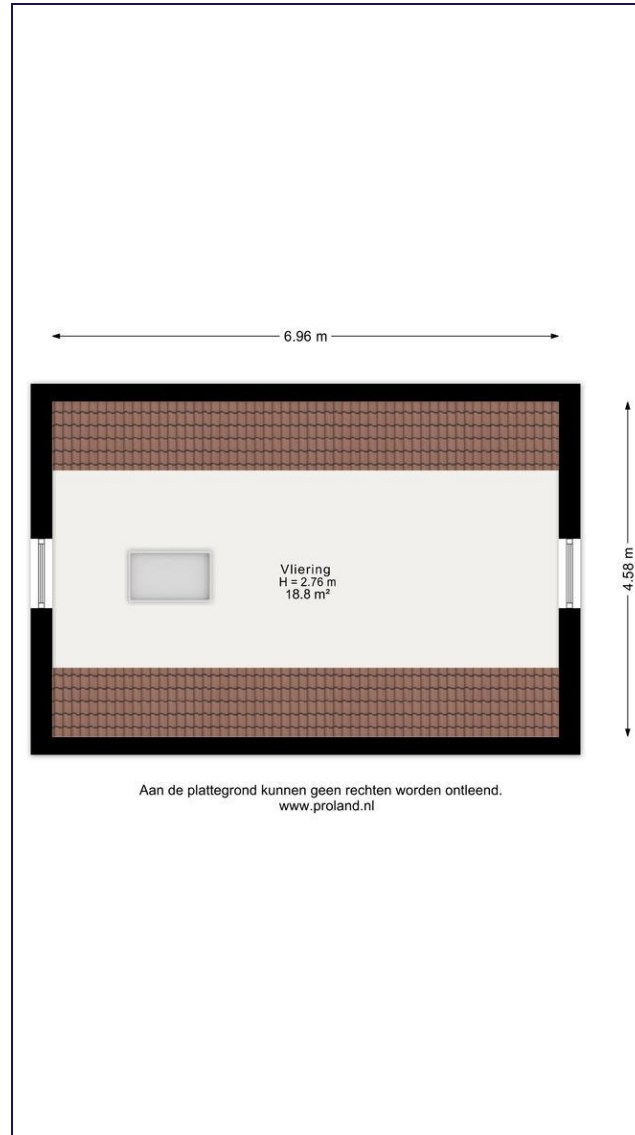 6.96 m
4.58 m
Vliering
H = 2.76 m
18.8 m²
Aan de plattegrond kunnen geen rechten worden ontleend.
www.proland.nl